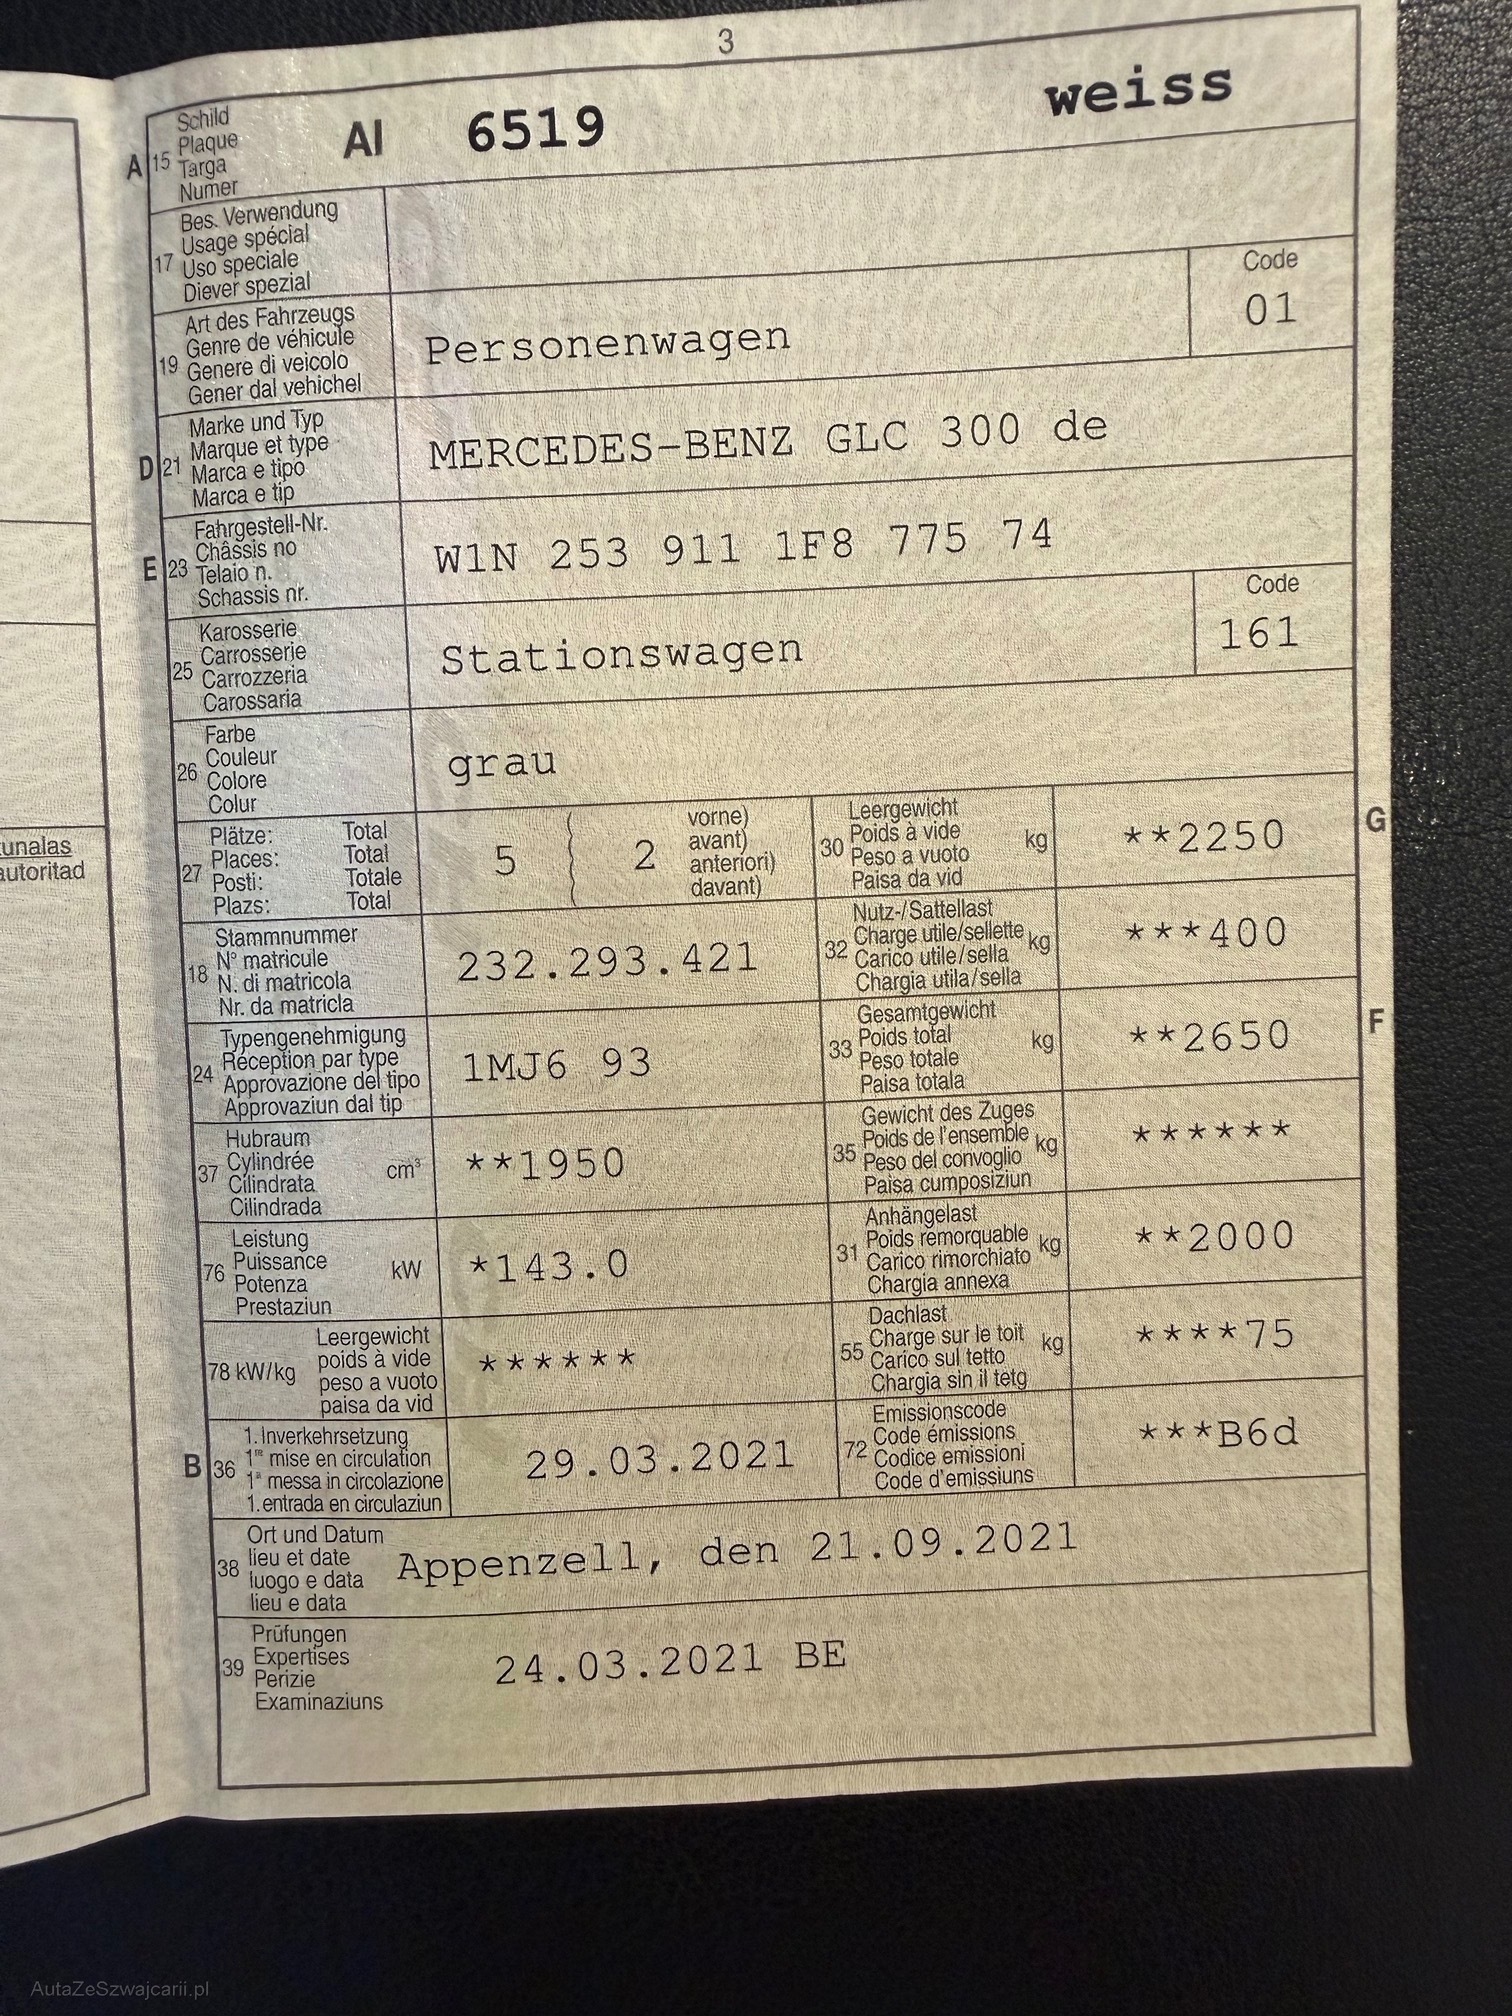 3
A 15 Schild
Plaque
Targa
Numer
AI 6519 weiss
17 Bes. Verwendung
Usage spécial
Uso speciale
Diever spezial
19 Art des Fahrzeugs
Genre de véhicule
Genere di veicolo
Gener dal vehichel
Personenwagen
Code
01
D 21 Marke und Typ
Marque et type
Marca e tipo
Marca e tip
MERCEDES-BENZ GLC 300 de
E 23 Fahrgestell-Nr.
Châssis no
Telaio n.
Schassis nr.
W1N 253 911 1F8 775 74
25 Karosserie
Carrosserie
Carrozzeria
Carossaria
Stationswagen
Code
161
26 Farbe
Couleur
Colore
Colur
grau
27 Plätze: Total
Places: Total
Posti: Totale
Plazs: Total
5 2
vorne)
avant)
anteriori)
davant)
30 Leergewicht
Poids à vide
Peso a vuoto
Paisa da vid
kg
**2250
G
18 Stammnummer
N° matricule
N. di matricola
Nr. da matricla
232.293.421
32 Nutz-/Sattellast
Charge utile/sellette
Carico utile/sella
Chargia utila/sella
kg
***400
24 Typengenehmigung
Réception par type
Approvazione del tipo
Approvaziun dal tip
1MJ6 93
33 Gesamtgewicht
Poids total
Peso totale
Paisa totala
kg
**2650
F
37 Hubraum
Cylindrée
Cilindrata
Cilindrada
cm³
**1950
35 Gewicht des Zuges
Poids de l'ensemble
Peso del convoglio
Paisa cumposiziun
kg
******
76 Leistung
Puissance
Potenza
Prestaziun
kW
*143.0
31 Anhängelast
Poids remorquable
Carico rimorchiato
Chargia annexa
kg
**2000
78 kW/kg
Leergewicht
poids à vide
peso a vuoto
paisa da vid
******
55 Dachlast
Charge sur le toit
Carico sul tetto
Chargia sin il tetg
kg
****75
B 36 1. Inverkehrsetzung
1re mise en circulation
1a messa in circolazione
1. entrada en circulaziun
29.03.2021
72 Emissionscode
Code émissions
Codice emissioni
Code d'emissiuns
***B6d
38 Ort und Datum
lieu et date
luogo e data
lieu e data
Appenzell, den 21.09.2021
39 Prüfungen
Expertises
Perizie
Examinaziuns
24.03.2021 BE
unalas
utoritad
AutaZeSzwajcarii.pl